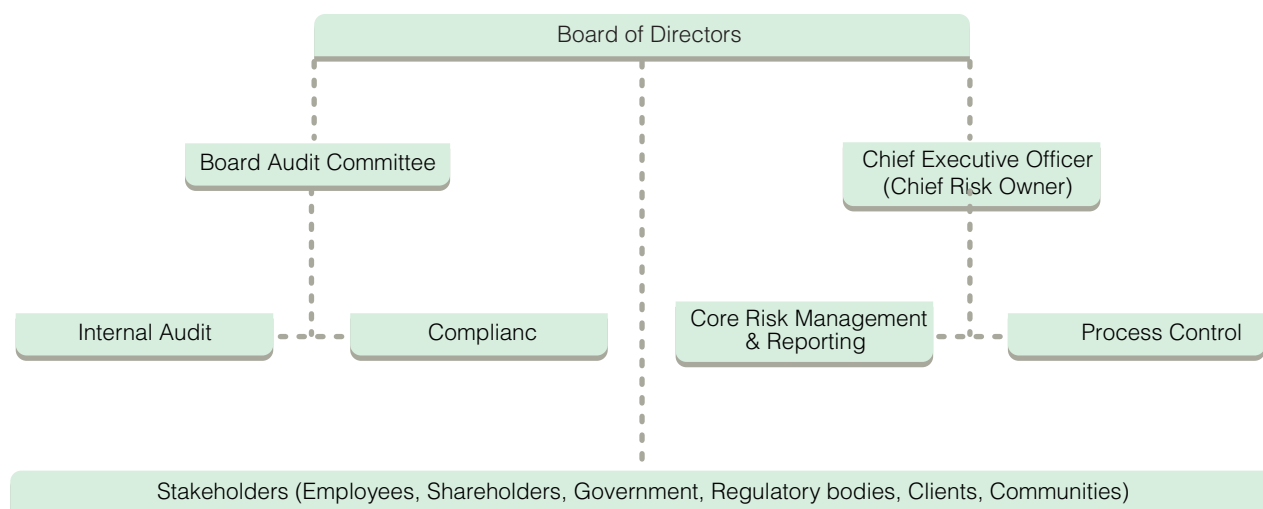 Board of Directors
Board Audit Committee
Chief Executive Officer
(Chief Risk Owner)
Internal Audit
Complianc
Core Risk Management
& Reporting
Process Control
Stakeholders (Employees, Shareholders, Government, Regulatory bodies, Clients, Communities)